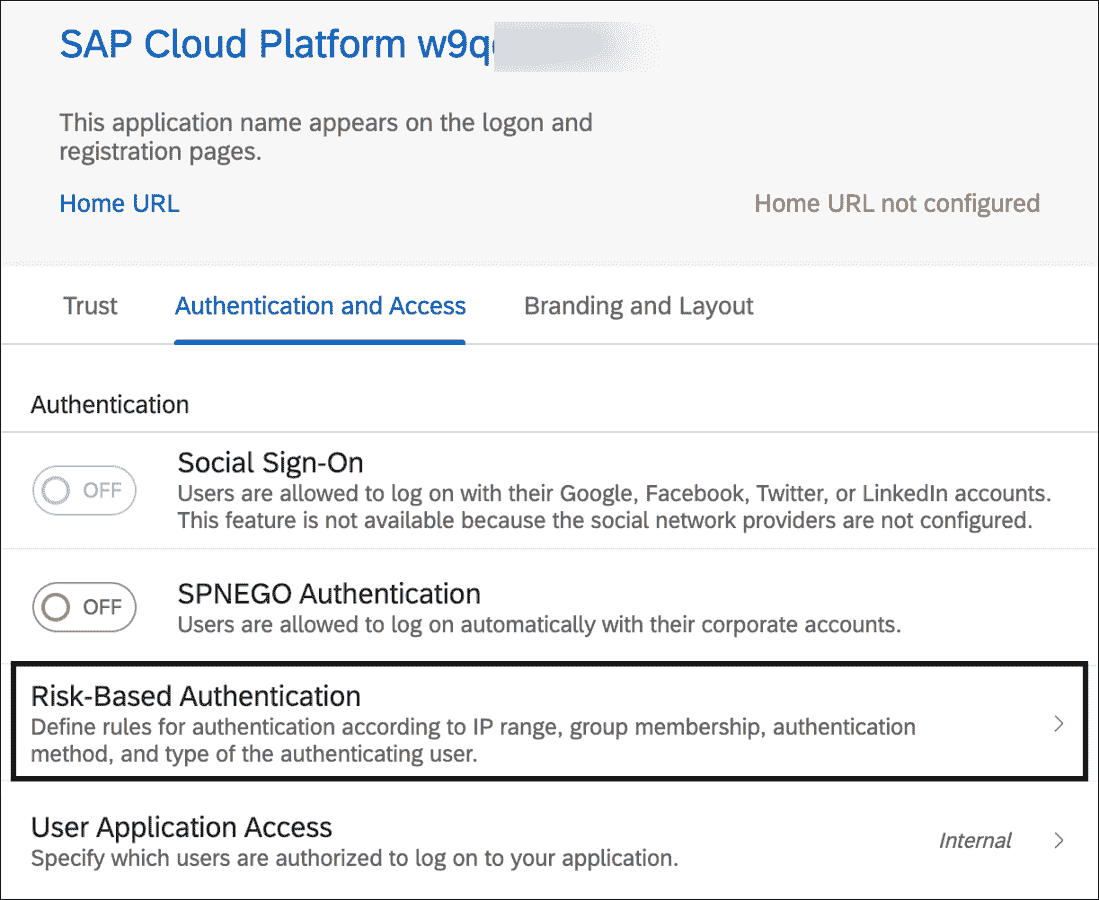 SAP Cloud Platform
This application name appears on the logon and
registration pages.
Home URL
Home URL not configured
Trust
Authentication and Access
Branding and Layout
Authentication
OFF
Social Sign-On
Users are allowed to log on with their Google, Facebook, Twitter, or LinkedIn accounts.
This feature is not available because the social network providers are not configured.
OFF
SPNEGO Authentication
Users are allowed to log on automatically with their corporate accounts.
Risk-Based Authentication
Define rules for authentication according to IP range, group membership, authentication
method, and type of the authenticating user.
User Application Access
Internal
Specify which users are authorized to log on to your application.